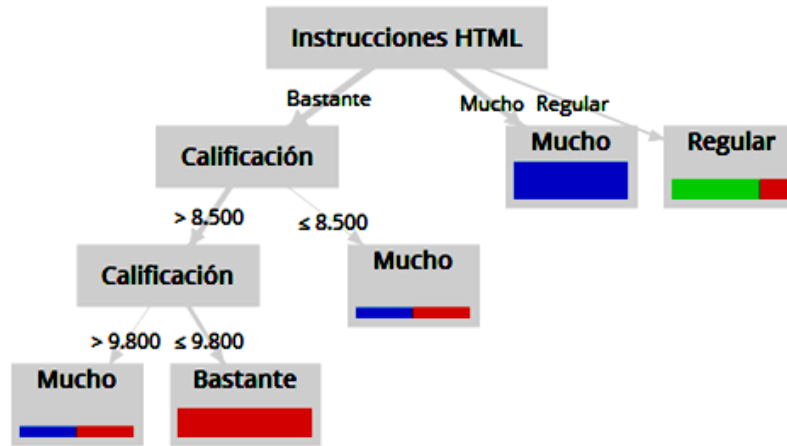 Instrucciones HTML
Bastante
Mucho
Regular
Calificación
Mucho
Regular
> 8.500
≤ 8.500
Calificación
Mucho
> 9.800
≤ 9.800
Mucho
Bastante